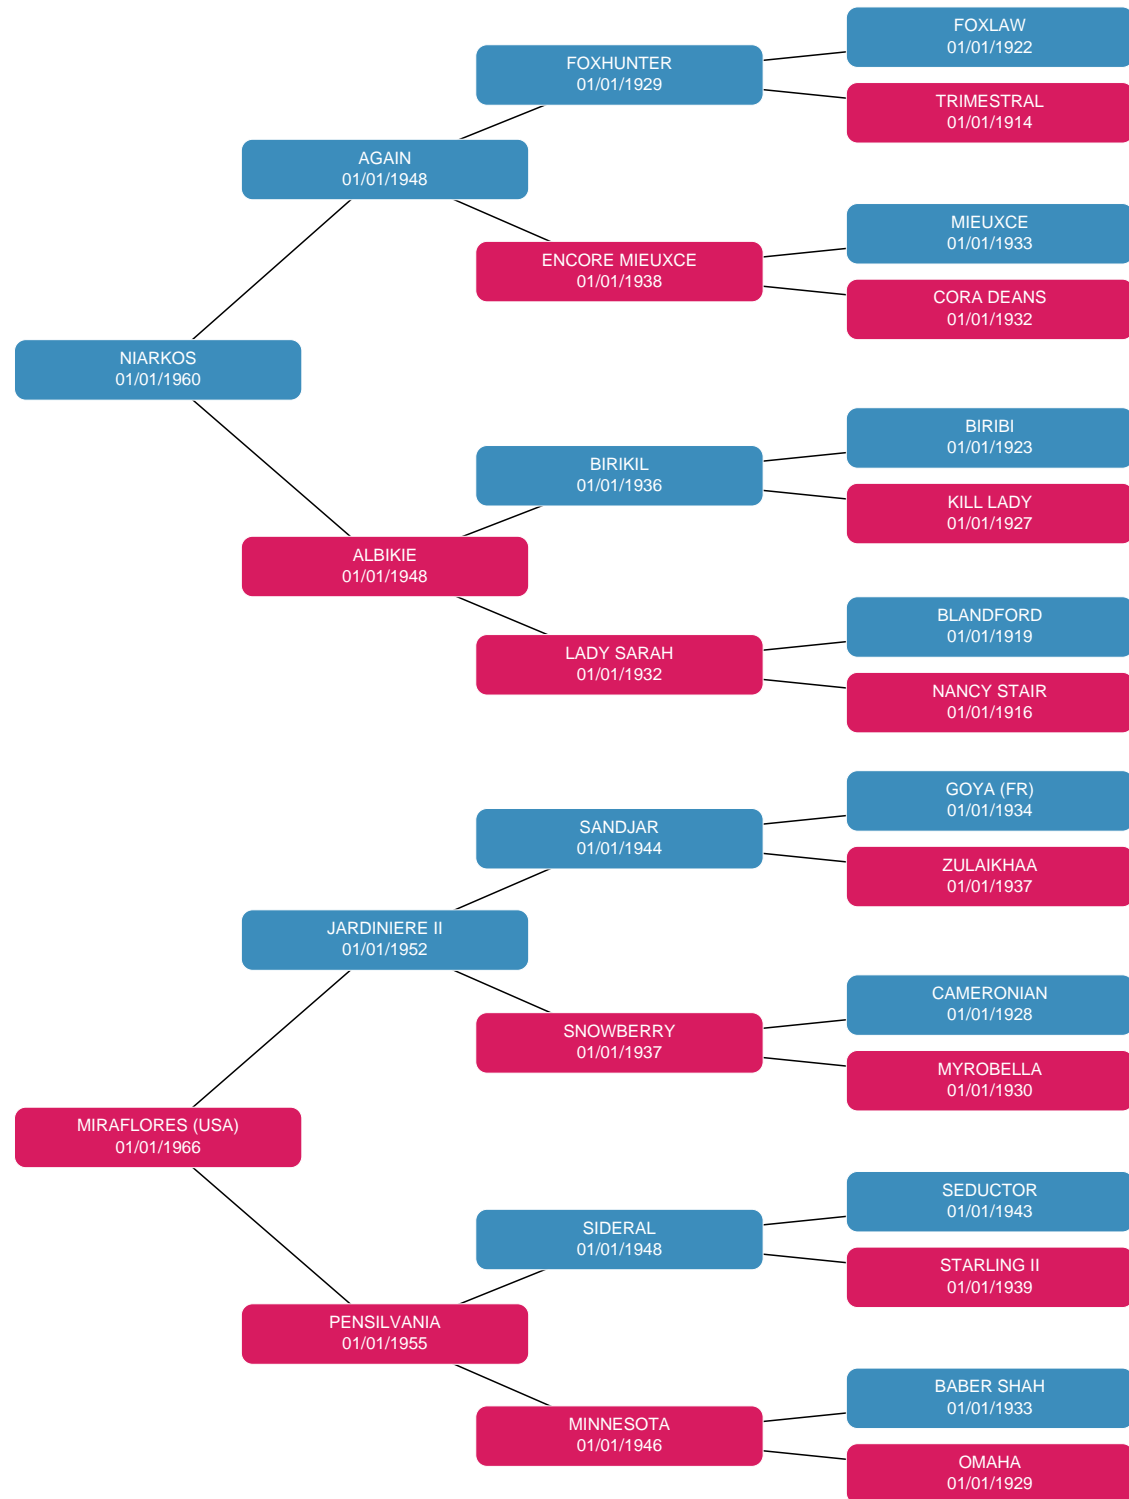 FOXLAW
01/01/1922
FOXHUNTER
01/01/1929
TRIMESTRAL
01/01/1914
AGAIN
01/01/1948
MIEUXCE
01/01/1933
ENCORE MIEUXCE
01/01/1938
CORA DEANS
01/01/1932
NIARKOS
01/01/1960
BIRIBI
01/01/1923
BIRIKIL
01/01/1936
KILL LADY
01/01/1927
ALBIKIE
01/01/1948
BLANDFORD
01/01/1919
LADY SARAH
01/01/1932
NANCY STAIR
01/01/1916
GOYA (FR)
01/01/1934
SANDJAR
01/01/1944
ZULAIKHAA
01/01/1937
JARDINIERE II
01/01/1952
CAMERONIAN
01/01/1928
SNOWBERRY
01/01/1937
MYROBELLA
01/01/1930
MIRAFLORES (USA)
01/01/1966
SEDUCTOR
01/01/1943
SIDERAL
01/01/1948
STARLING II
01/01/1939
PENSILVANIA
01/01/1955
BABER SHAH
01/01/1933
MINNESOTA
01/01/1946
OMAHA
01/01/1929